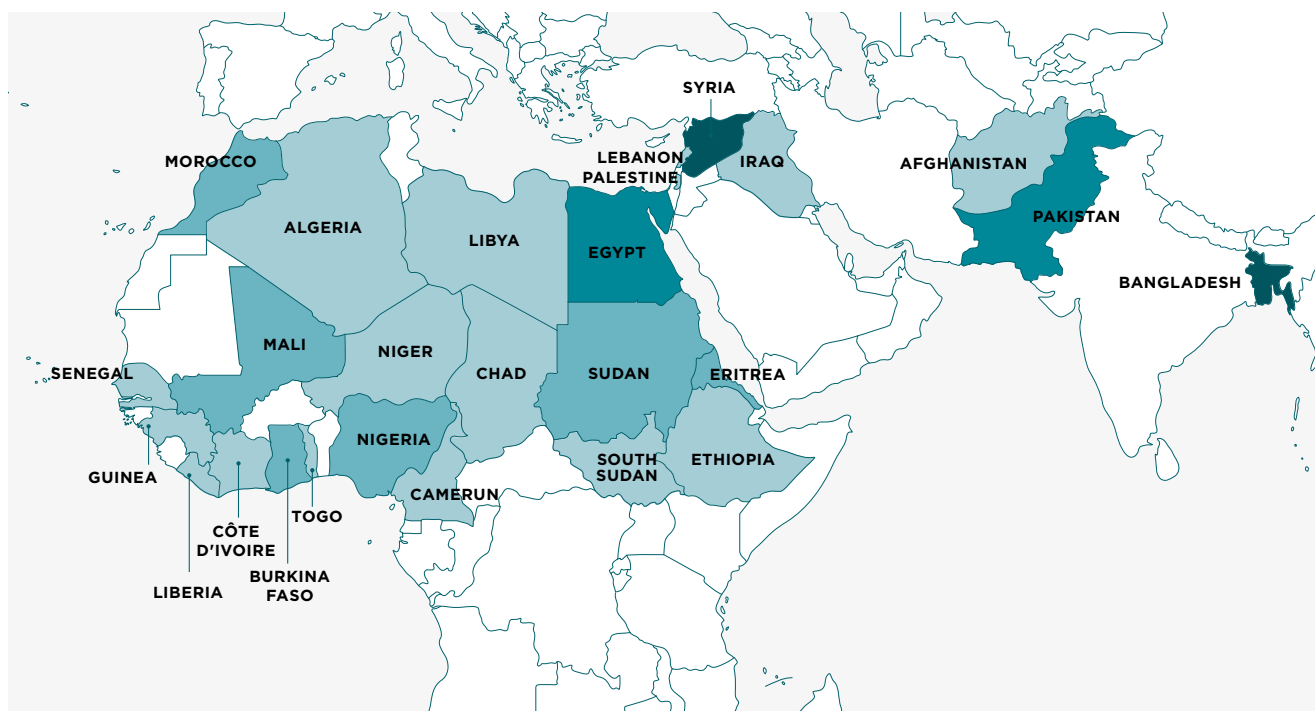 SYRIA
MOROCCO
LEBANON
PALESTINE
IRAQ
AFGHANISTAN
PAKISTAN
ALGERIA
LIBYA
EGYPT
BANGLADESH
MALI
NIGER
CHAD
SUDAN
ERITREA
SENEGAL
NIGERIA
GUINEA
SOUTH
SUDAN
ETHIOPIA
CAMERUN
TOGO
CÔTE
D'IVOIRE
LIBERIA
BURKINA
FASO